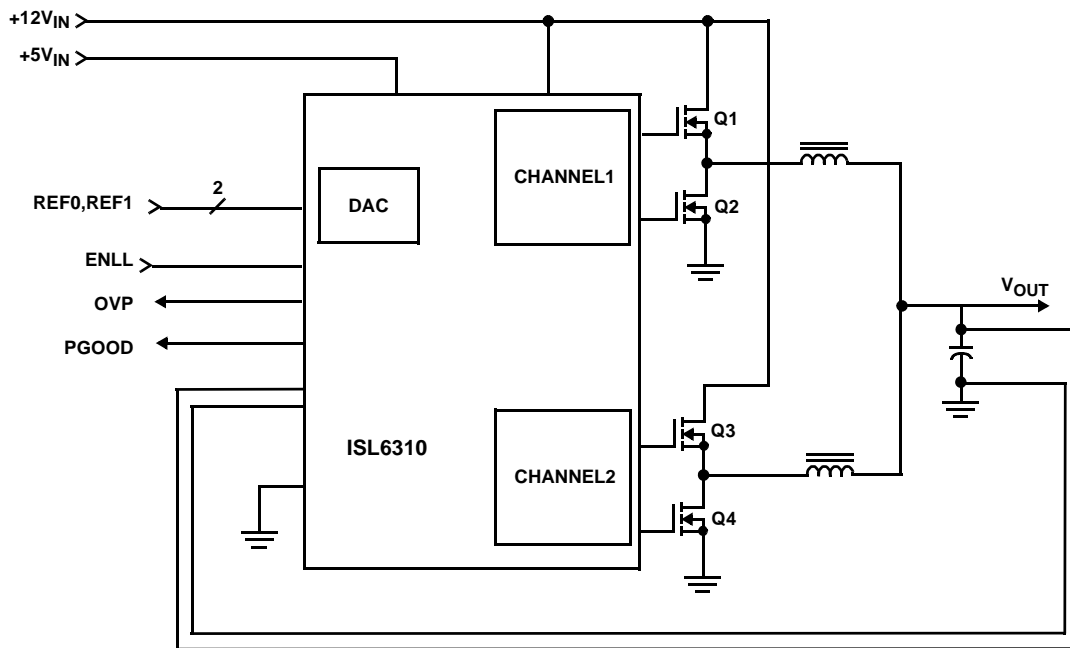 +12VIN
+5VIN
Q1
CHANNEL1
2
REF0,REF1
DAC
Q2
ENLL
VOUT
OVP
PGOOD
Q3
ISL6310
CHANNEL2
Q4